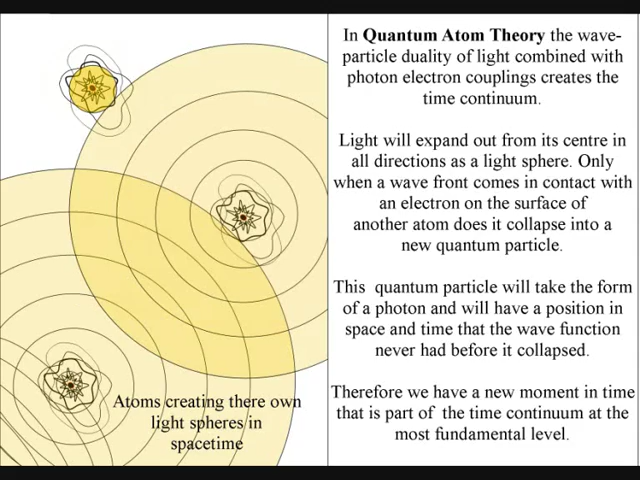 In Quantum Atom Theory the wave-
particle duality of light combined with
photon electron couplings creates the
time continuum.
Light will expand out from its centre in
all directions as a light sphere. Only
when a wave front comes in contact with
an electron on the surface of
another atom does it collapse into a
new quantum particle.
This quantum particle will take the form
of a photon and will have a position in
space and time that the wave function
never had before it collapsed.
Therefore we have a new moment in time
that is part of the time continuum at the
most fundamental level.
Atoms creating there own
light spheres in
spacetime